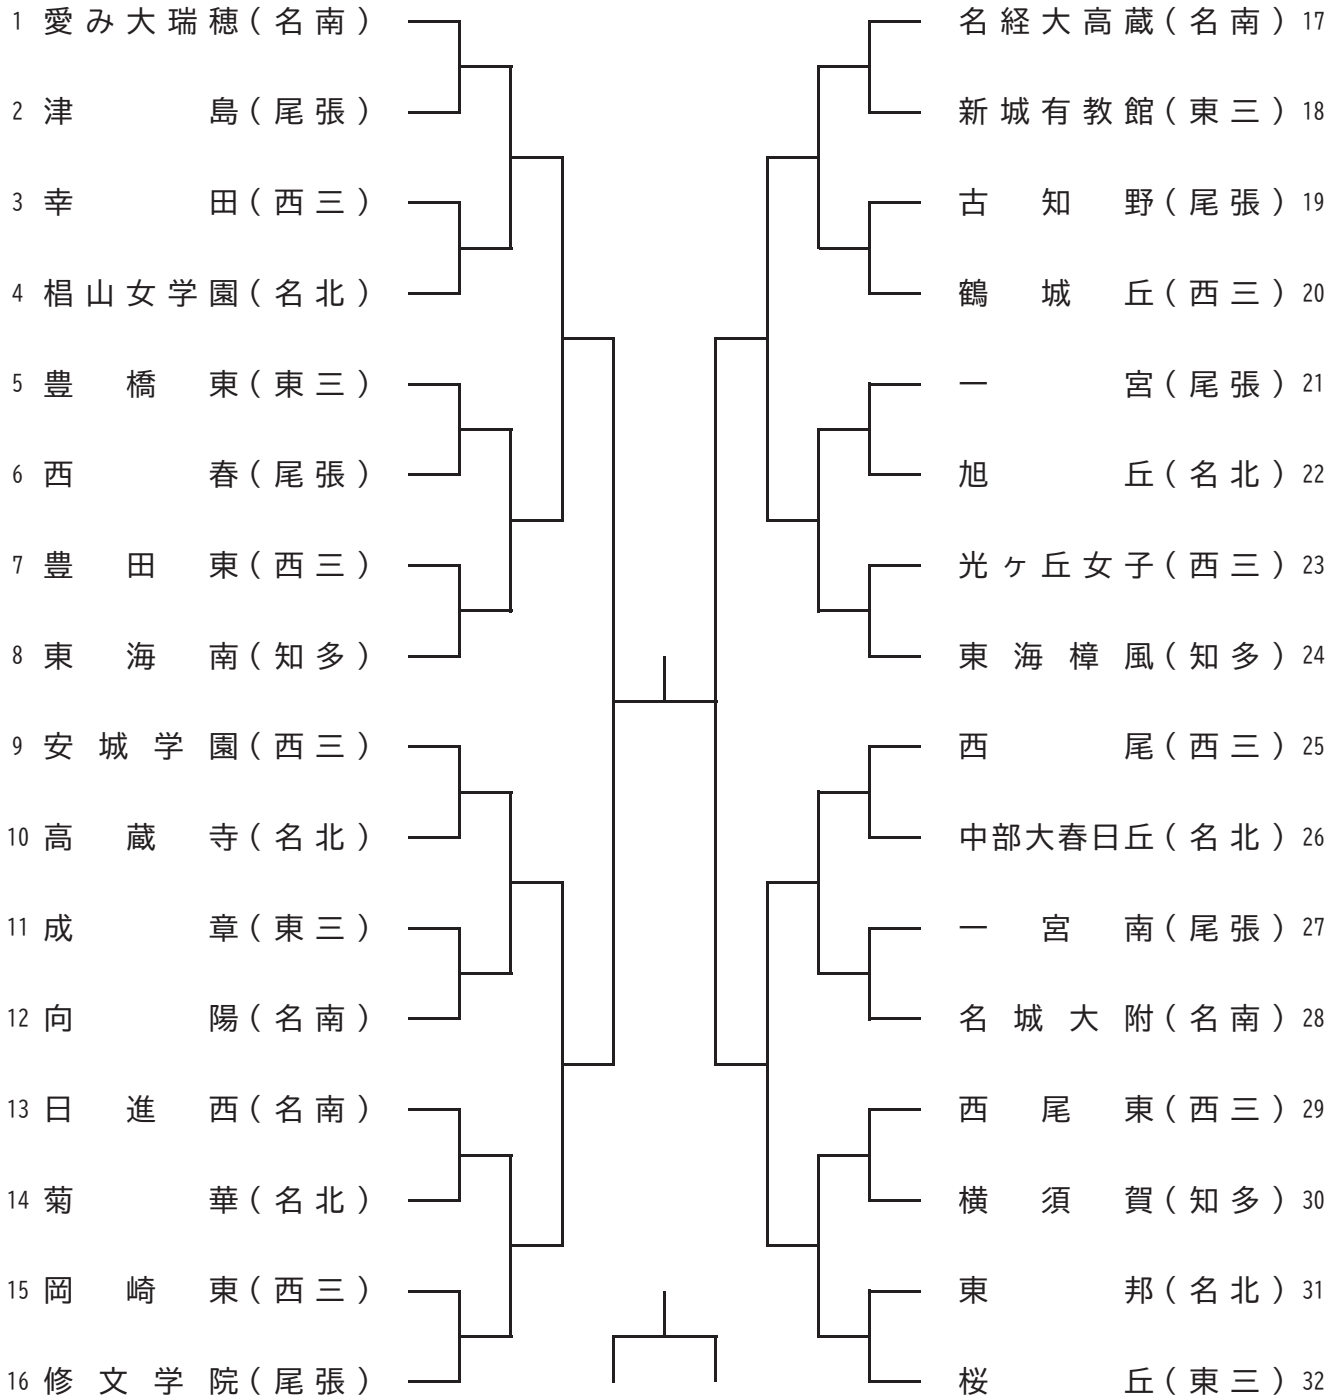 1 愛み大瑞穂(名南)
2 津島(尾張)
3 幸田(西三)
4 椙山女学園(名北)
5 豊橋東(東三)
6 西春(尾張)
7 豊田東(西三)
8 東海南(知多)
9 安城学園(西三)
10 高蔵寺(名北)
11 成章(東三)
12 向陽(名南)
13 日進西(名南)
14 菊華(名北)
15 岡崎東(西三)
16 修文学院(尾張)
名経大高蔵(名南) 17
新城有教館(東三) 18
古知野(尾張) 19
鶴城丘(西三) 20
一宮(尾張) 21
旭丘(名北) 22
光ヶ丘女子(西三) 23
東海樟風(知多) 24
西尾(西三) 25
中部大春日丘(名北) 26
一宮南(尾張) 27
名城大附(名南) 28
西尾東(西三) 29
横須賀(知多) 30
東邦(名北) 31
桜丘(東三) 32